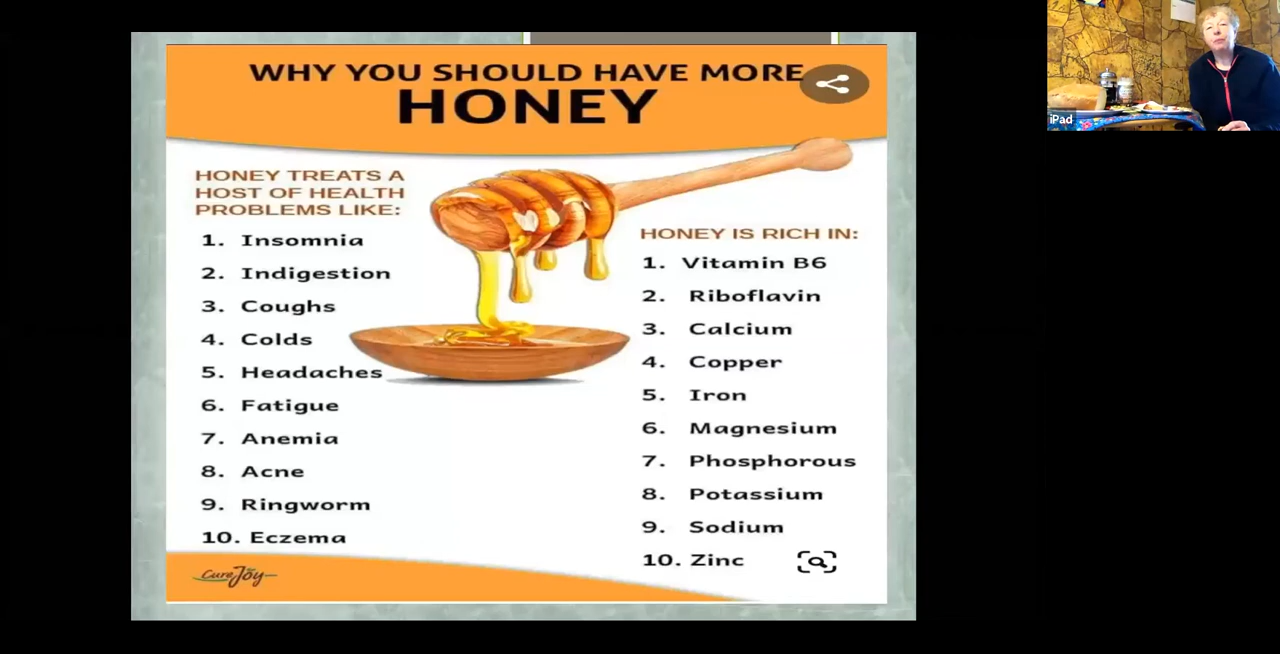 WHY YOU SHOULD HAVE MORE
HONEY
HONEY TREATS A
HOST OF HEALTH
PROBLEMS LIKE:
1. Insomnia
2. Indigestion
3. Coughs
4. Colds
5. Headaches
6. Fatigue
7. Anemia
8. Acne
9. Ringworm
10. Eczema
HONEY IS RICH IN:
1. Vitamin B6
2. Riboflavin
3. Calcium
4. Copper
5. Iron
6. Magnesium
7. Phosphorous
8. Potassium
9. Sodium
10. Zinc
CureJoy
iPad